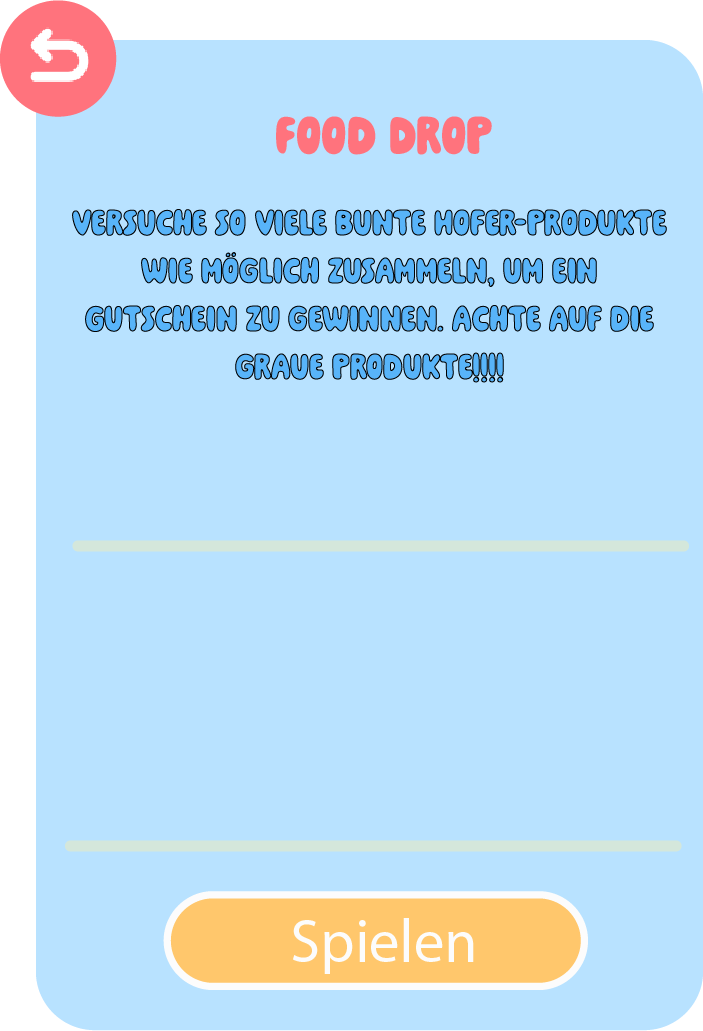 FOOD DROP
VERSUCHE SO VIELE BUNTE HOFER-PRODUKTE
WIE MÖGLICH ZUSAMMELN, UM EIN
GUTSCHEIN ZU GEWINNEN. ACHTE AUF DIE
GRAUE PRODUKTE!!!!
Spielen